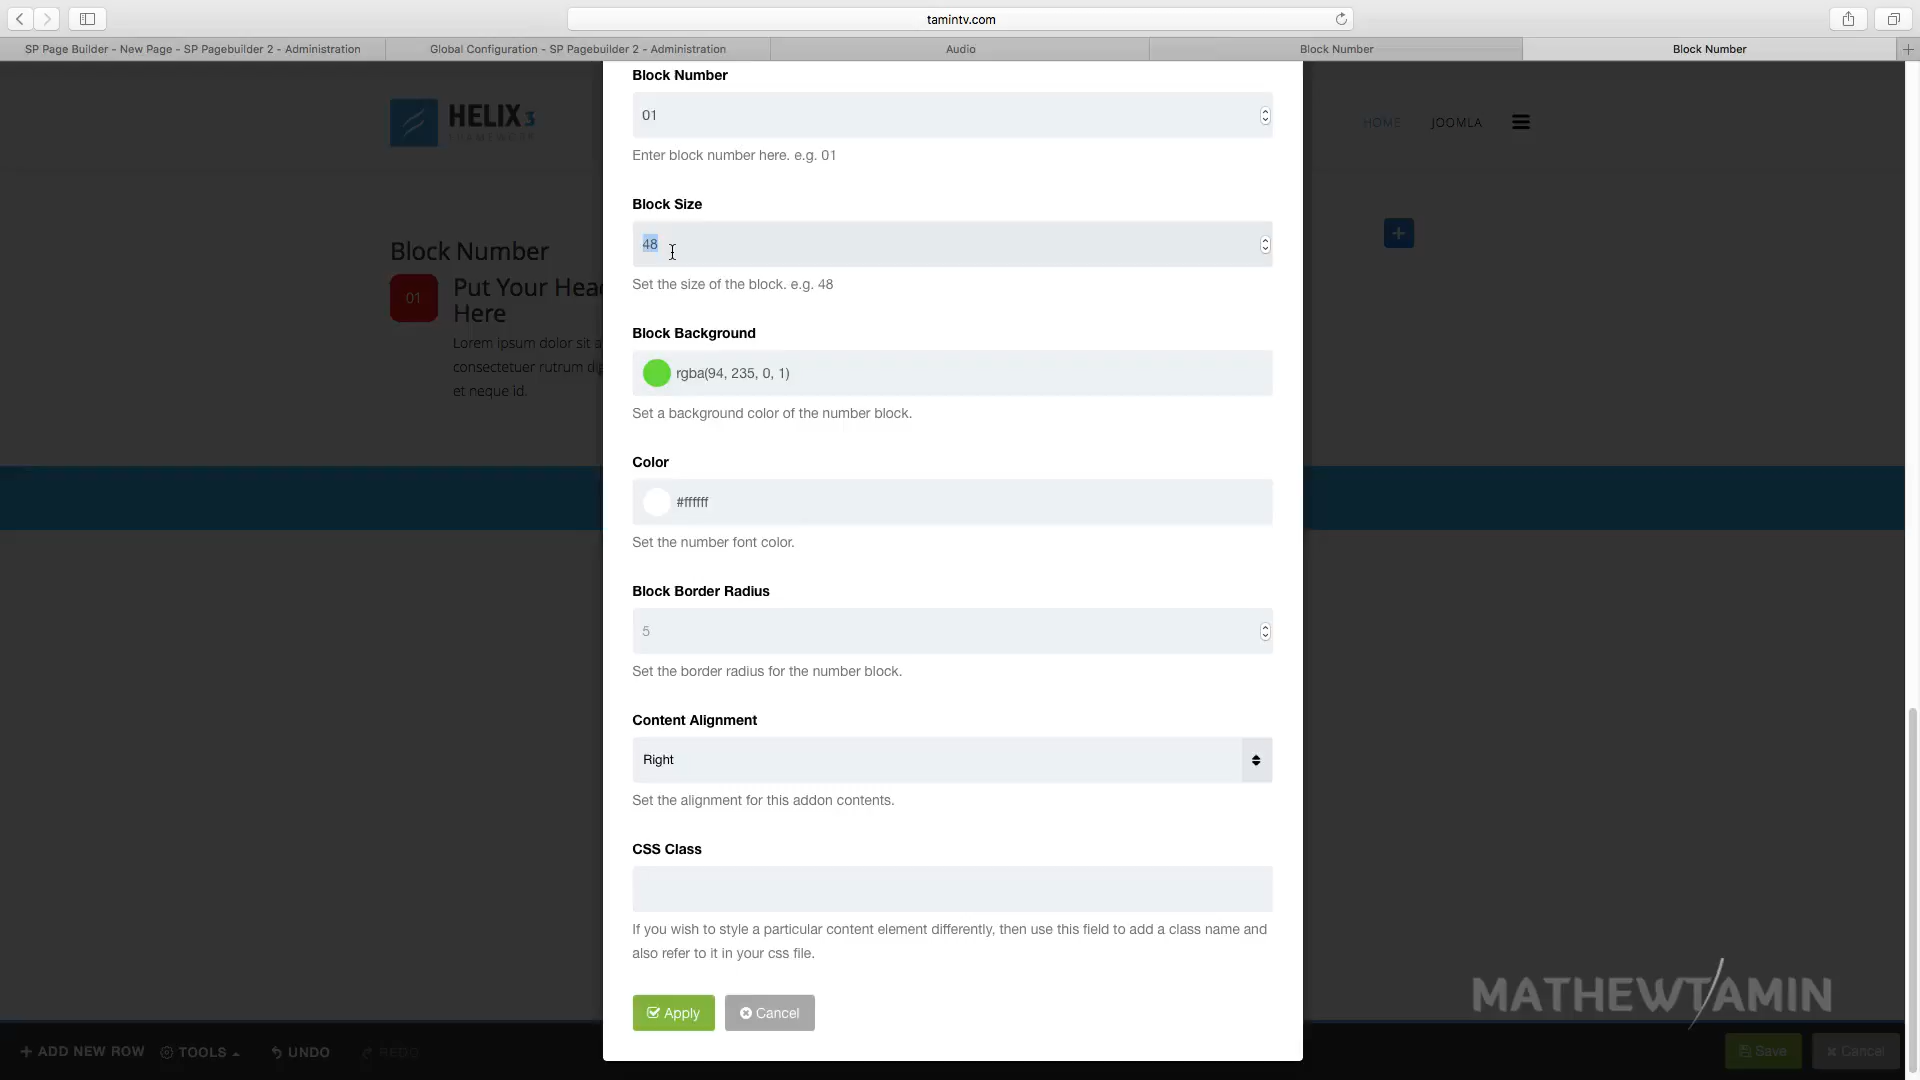 tamintv.com
SP Page Builder - New Page - SP Pagebuilder 2 - Administration
Global Configuration - SP Pagebuilder 2 - Administration
Audio
Block Number
Block Number
HELIX 3
FRAMEWORK
HOME
JOOMLA
Block Number
01
Put Your Head
Here
Lorem ipsum dolor sit a
consectetuer rutrum dig
et neque id.
Block Number
01
Enter block number here. e.g. 01
Block Size
48
Set the size of the block. e.g. 48
Block Background
rgba(94, 235, 0, 1)
Set a background color of the number block.
Color
#ffffff
Set the number font color.
Block Border Radius
5
Set the border radius for the number block.
Content Alignment
Right
Set the alignment for this addon contents.
CSS Class
If you wish to style a particular content element differently, then use this field to add a class name and
also refer to it in your css file.
Apply
Cancel
MATHEWTAMIN
ADD NEW ROW
TOOLS
UNDO
REDO
Save
Cancel